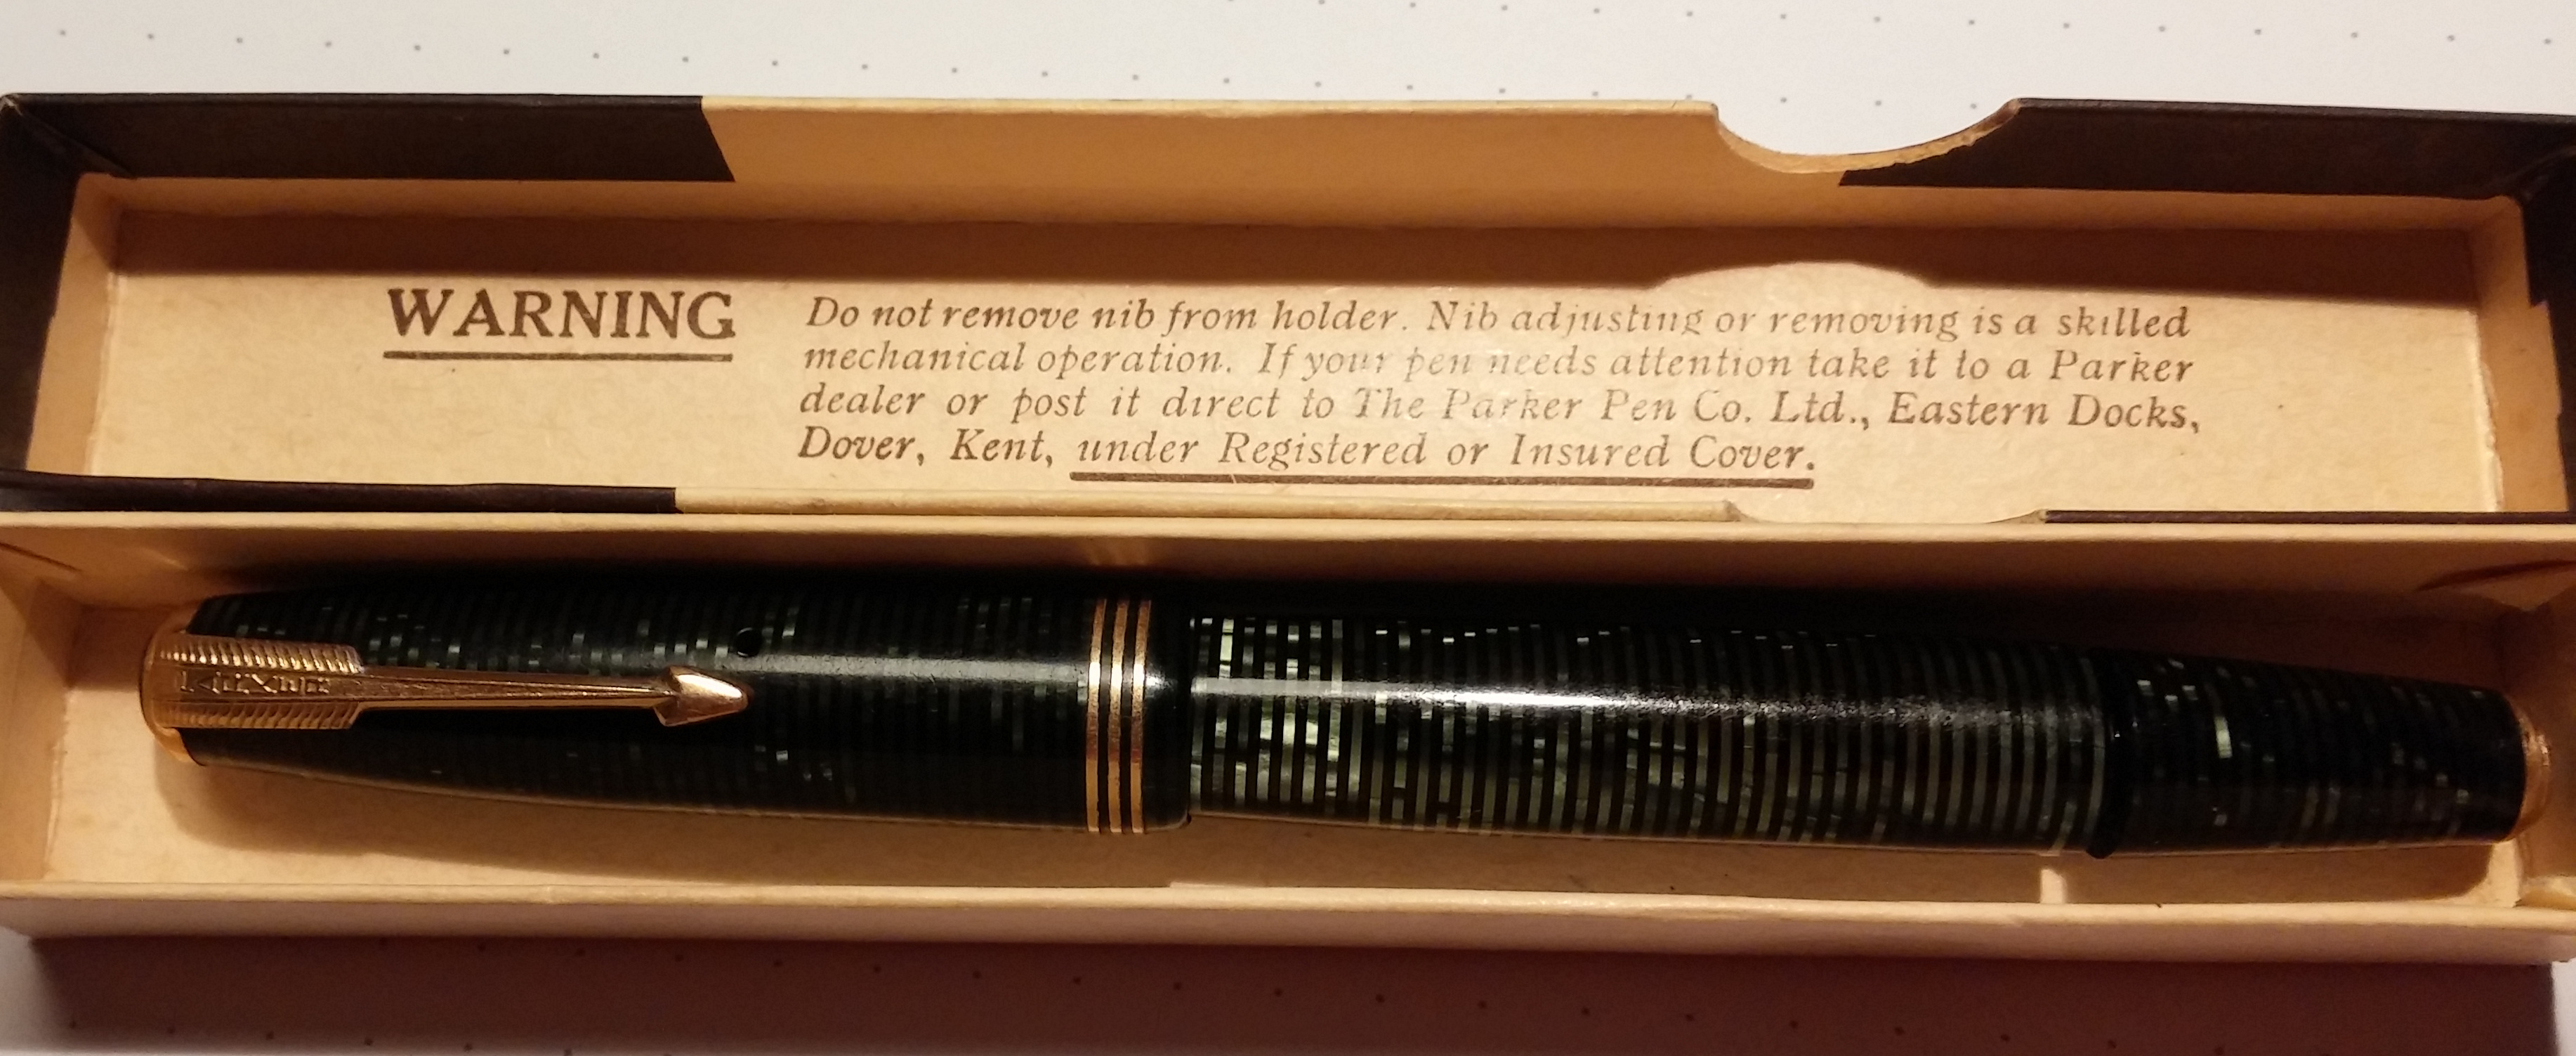 WARNING
Do not remove nib from holder. Nib adjusting or removing is a skilled
mechanical operation. If your pen needs attention take it to a Parker
dealer or post it direct to The Parker Pen Co. Ltd., Eastern Docks,
Dover, Kent, under Registered or Insured Cover.
PARKER